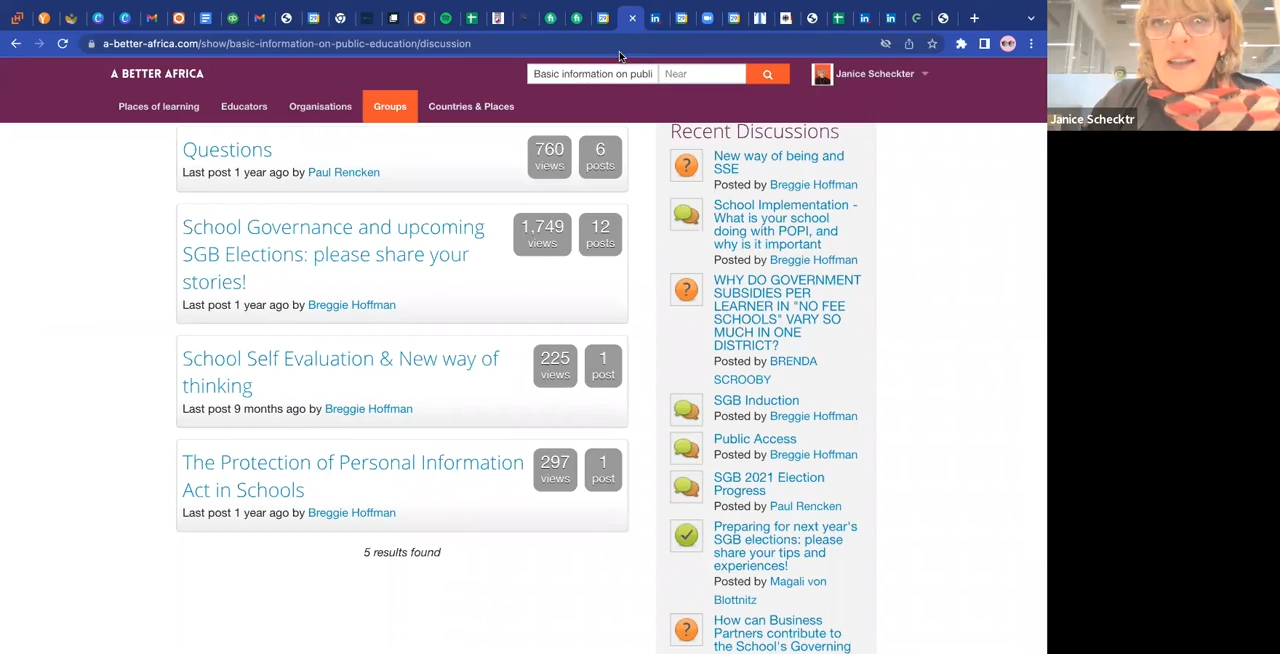 a-better-africa.com/show/basic-information-on-public-education/discussion
A BETTER AFRICA
Basic information on publi
Near
Janice Scheckter
Places of learning
Educators
Organisations
Groups
Countries & Places
Questions
Last post 1 year ago by Paul Rencken
760
views
6
posts
School Governance and upcoming
SGB Elections: please share your
stories!
Last post 1 year ago by Breggie Hoffman
1,749
views
12
posts
School Self Evaluation & New way of
thinking
Last post 9 months ago by Breggie Hoffman
225
views
1
post
The Protection of Personal Information
Act in Schools
Last post 1 year ago by Breggie Hoffman
297
views
1
post
5 results found
Recent Discussions
New way of being and
SSE
Posted by Breggie Hoffman
School Implementation -
What is your school
doing with POPI, and
why is it important
Posted by Breggie Hoffman
WHY DO GOVERNMENT
SUBSIDIES PER
LEARNER IN "NO FEE
SCHOOLS" VARY SO
MUCH IN ONE
DISTRICT?
Posted by BRENDA
SCROOBY
SGB Induction
Posted by Breggie Hoffman
Public Access
Posted by Breggie Hoffman
SGB 2021 Election
Progress
Posted by Paul Rencken
Preparing for next year's
SGB elections: please
share your tips and
experiences!
Posted by Magali von
Blottnitz
How can Business
Partners contribute to
the School's Governing
Janice Schecktr